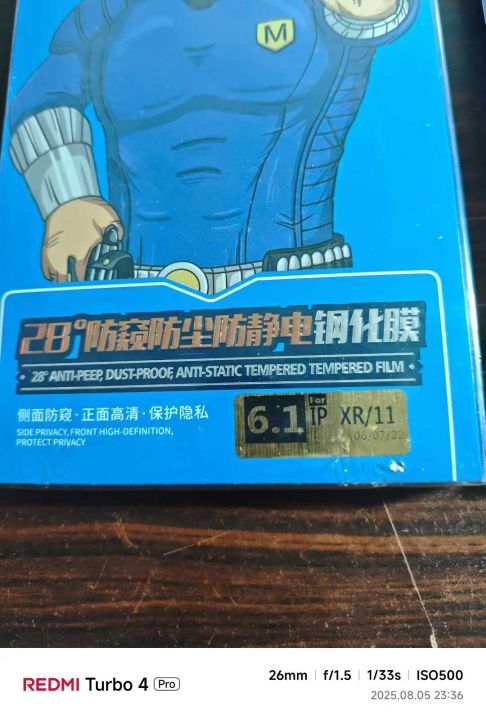 M
28°防窥防尘防静电钢化膜
28° ANTI-PEEP, DUST-PROOF, ANTI-STATIC TEMPERED TEMPERED FILM
侧面防窥·正面高清·保护隐私
SIDE PRIVACY, FRONT HIGH-DEFINITION,
PROTECT PRIVACY
6.1 For IP XR/11
06/07/22
REDMI Turbo 4 Pro
26mm | f/1.5 | 1/33s | ISO500
2025.08.05 23:36